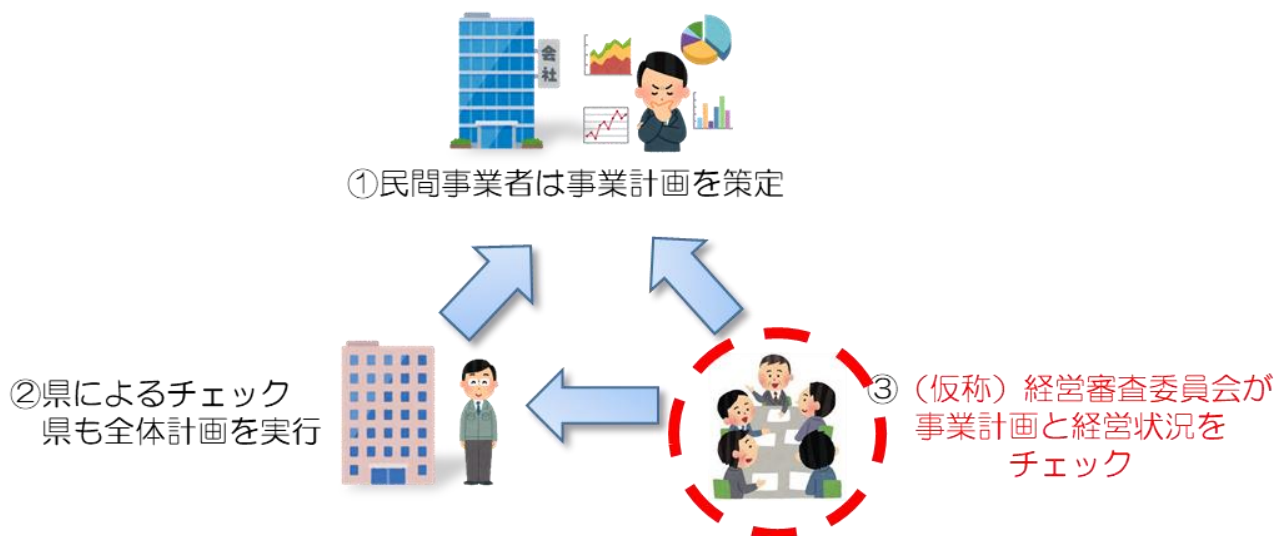 会社
①民間事業者は事業計画を策定
②県によるチェック
県も全体計画を実行
③（仮称）経営審査委員会が
事業計画と経営状況を
チェック